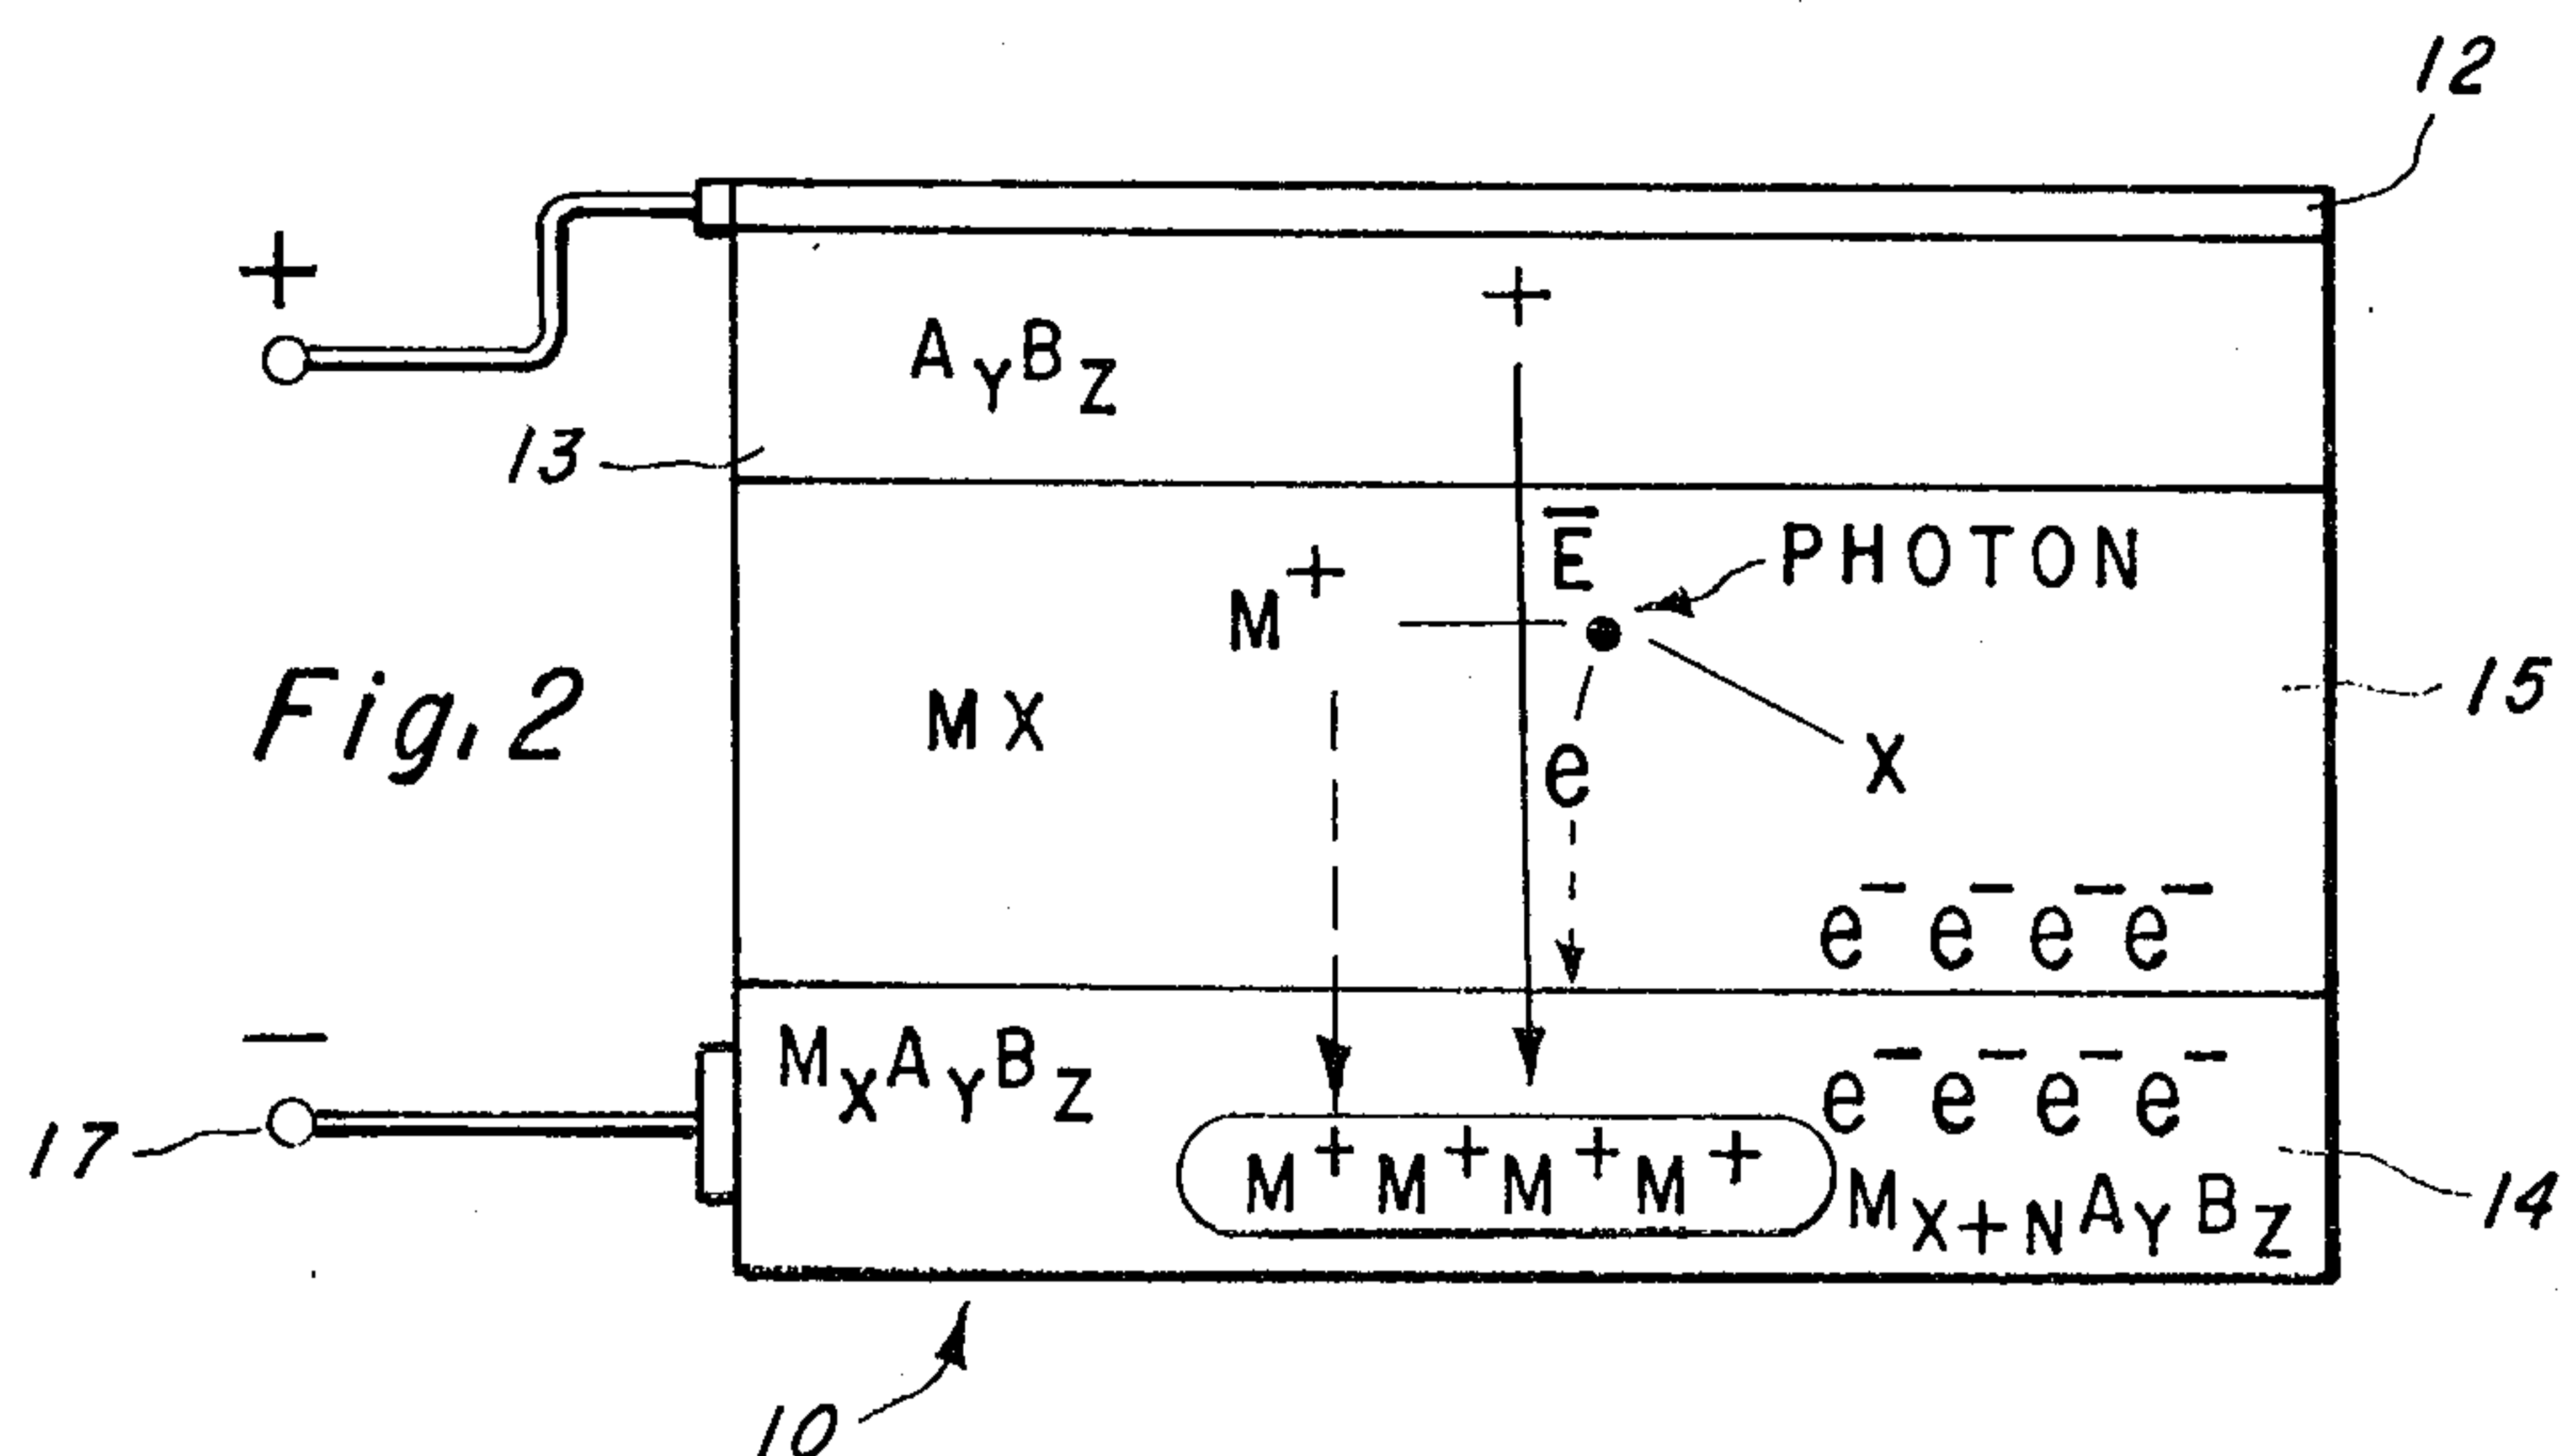 12
+
+
AYBZ
13
Ē
PHOTON
M+
Fig. 2
MX
15
e
X
e- e- e- e-
−
MXAYBZ
e- e- e- e-
17
M+ M+ M+ M+
MX+NAYBZ
14
10